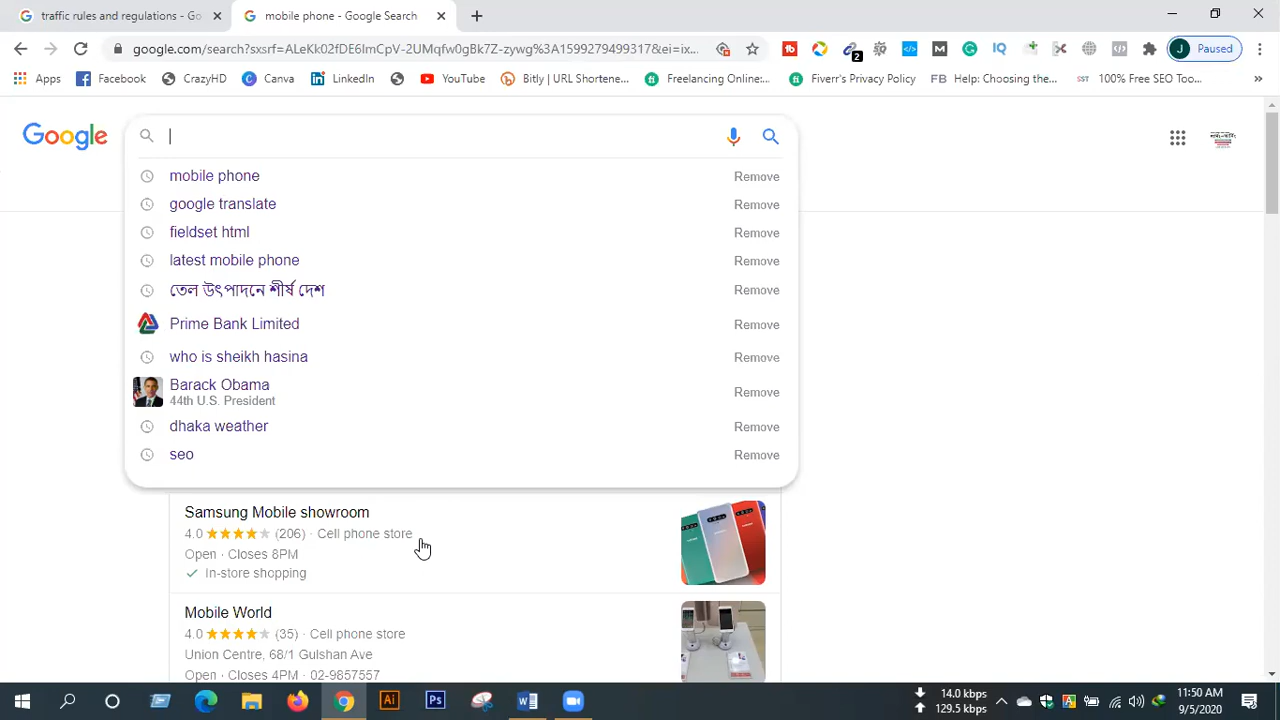 traffic rules and regulations - Go
mobile phone - Google Search
google.com/search?sxsrf=ALeKk02fDE6ImCpV-2UMqfw0gBk7Z-zywg%3A1599279499317&ei=ix...
2
J Paused
Apps
Facebook
CrazyHD
Canva
LinkedIn
YouTube
Bitly | URL Shortene...
Freelancing Online:...
Fiverr's Privacy Policy
FB Help: Choosing the...
SST 100% Free SEO Too...
Google
mobile phone Remove
google translate Remove
fieldset html Remove
latest mobile phone Remove
তেল উৎপাদনে শীর্ষ দেশ Remove
Prime Bank Limited Remove
who is sheikh hasina Remove
Barack Obama
44th U.S. President Remove
dhaka weather Remove
seo Remove
Samsung Mobile showroom
4.0 ★★★★★ (206) · Cell phone store
Open · Closes 8PM
✓ In-store shopping
Mobile World
4.0 ★★★★★ (35) · Cell phone store
Union Centre, 68/1 Gulshan Ave
Open · Closes 4PM · 02-9857557
14.0 kbps
129.5 kbps
11:50 AM
9/5/2020